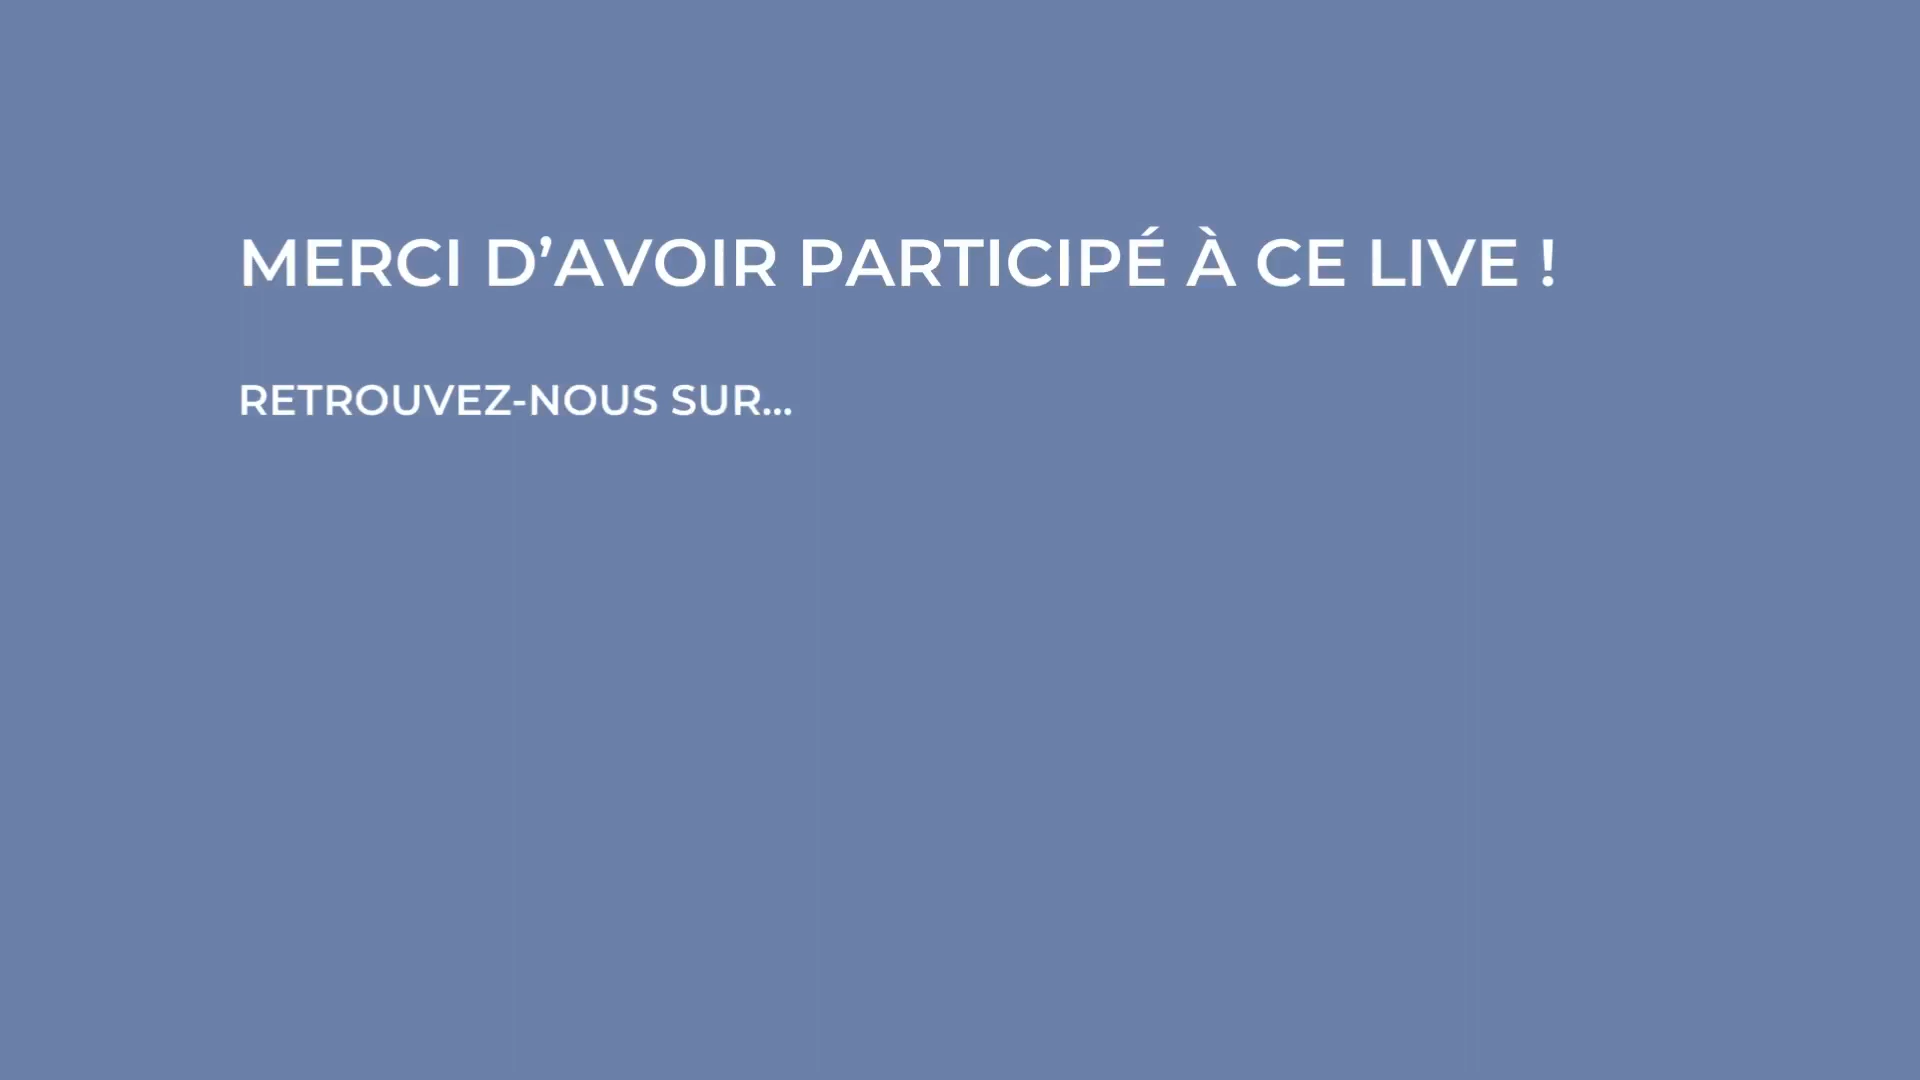 MERCI D’AVOIR PARTICIPÉ À CE LIVE !
RETROUVEZ-NOUS SUR...